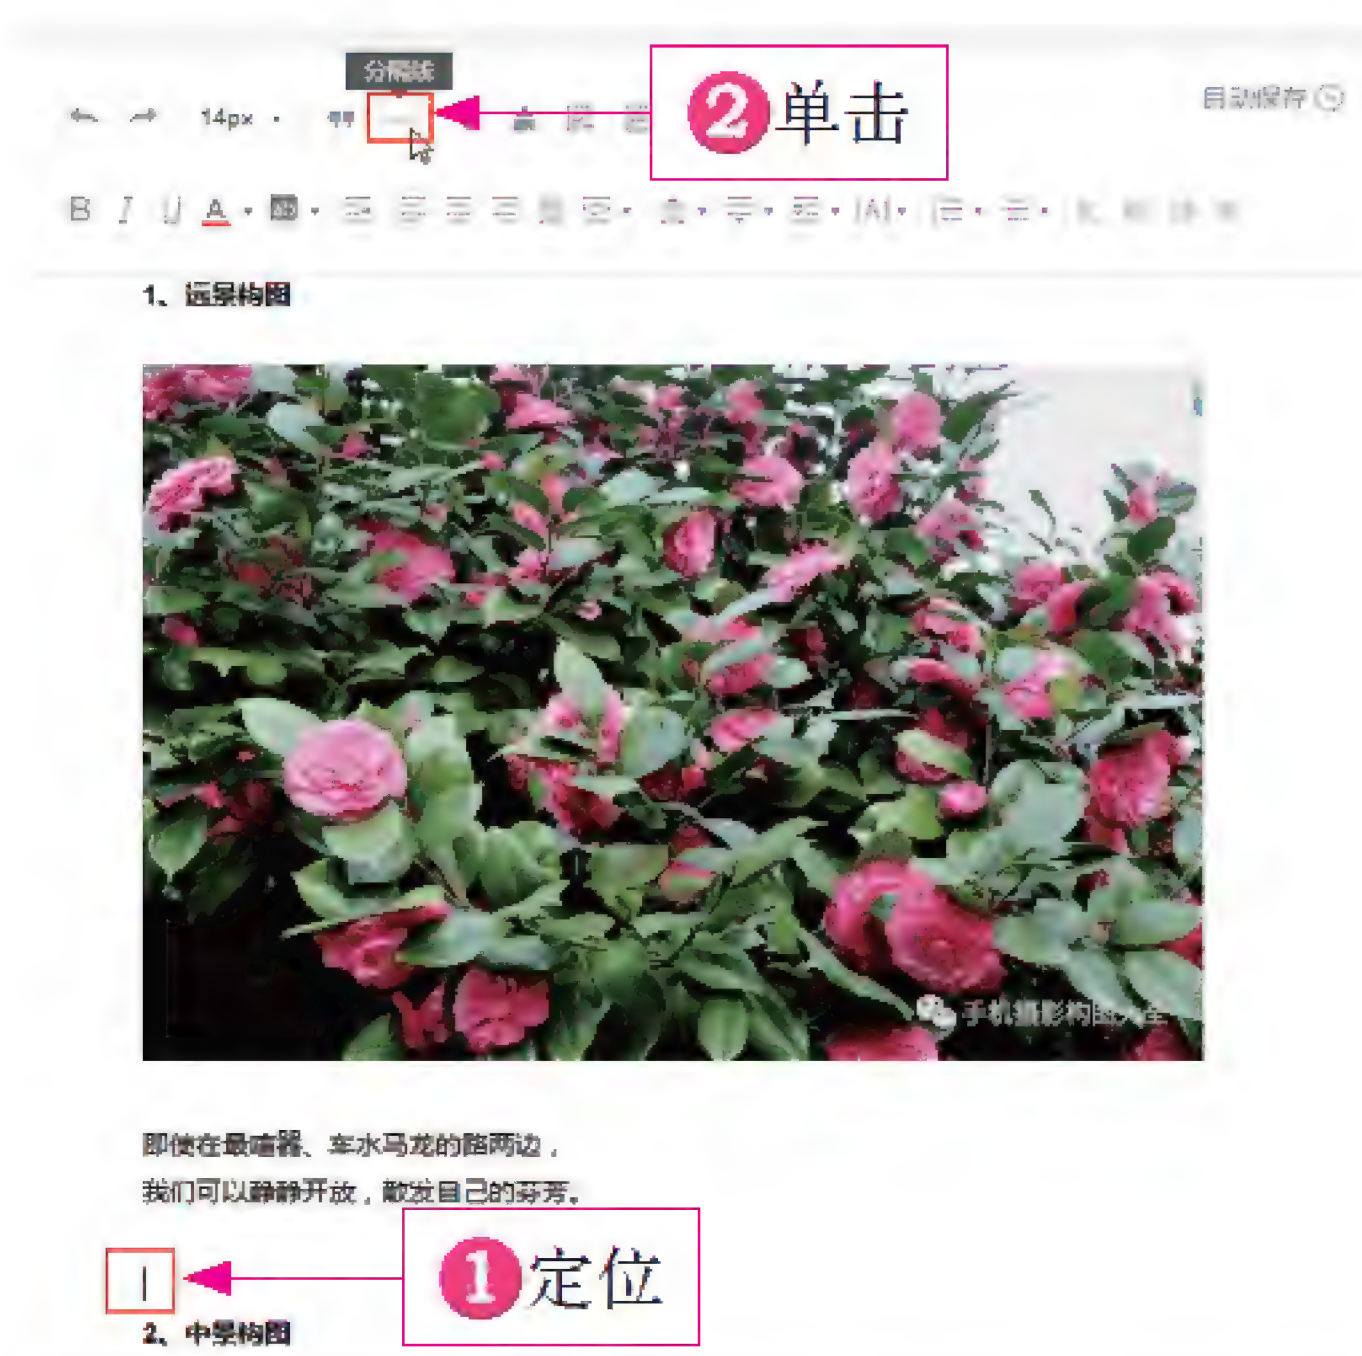 分隔线
❷单击
自动保存
14px
B I U A [A]
1、远景构图
手机摄影构图大全
即使在最喧嚣、车水马龙的路两边，
我们可以静静开放，散发自己的芬芳。
❶定位
2、中景构图